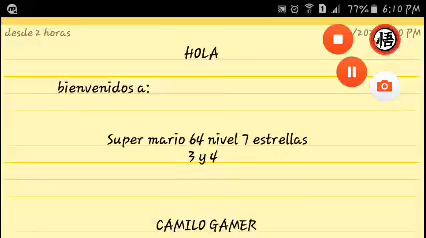 77% 6:10 PM
desde 2 horas
PM
HOLA
bienvenidos a:
Super mario 64 nivel 7 estrellas
3 y 4
CAMILO GAMER